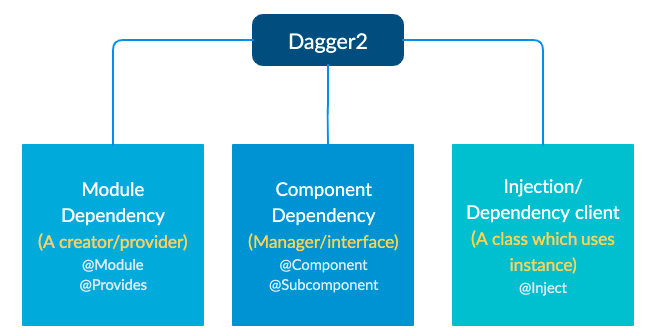 Dagger2
Module
Dependency
(A creator/provider)
@Module
@Provides
Component
Dependency
(Manager/interface)
@Component
@Subcomponent
Injection/
Dependency client
(A class which uses
instance)
@Inject